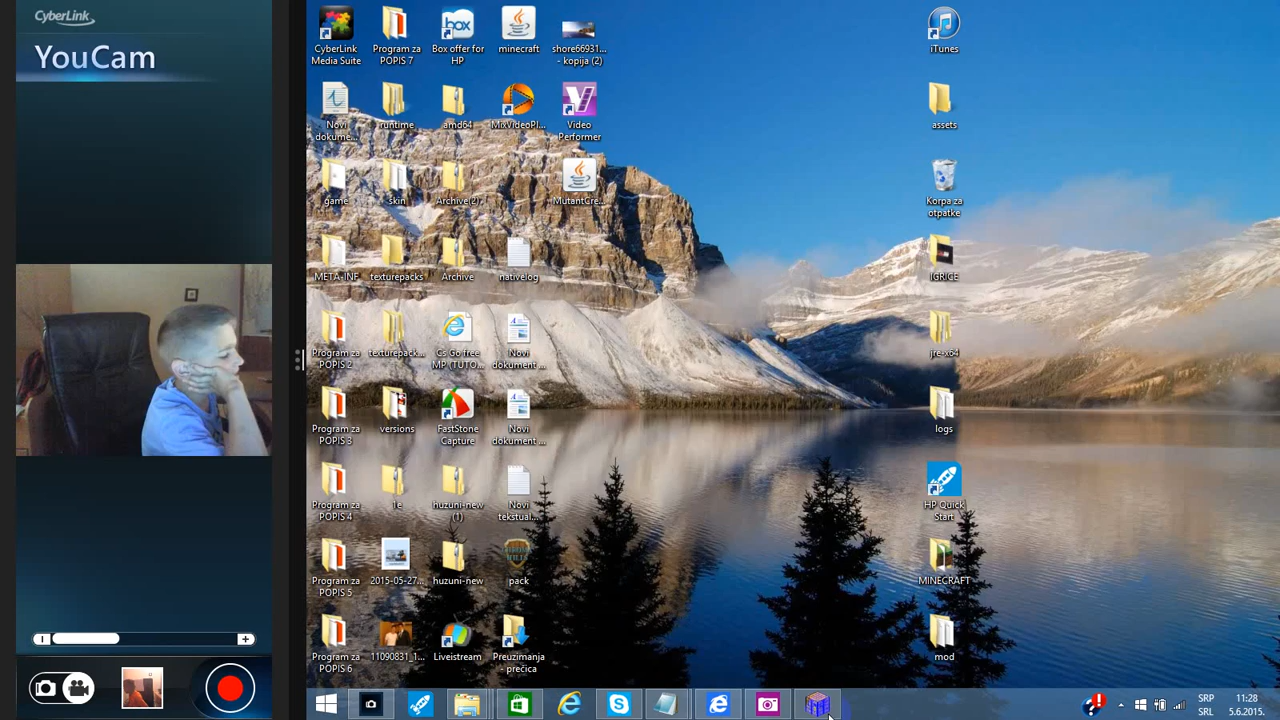 CyberLink
YouCam
CyberLink
Media Suite
Program za
POPIS 7
Box offer for
HP
minecraft
shore66931...
- kopija (2)
iTunes
Novi
dokume...
runtime
amd64
MixVideoPl...
Video
Performer
assets
game
skin
Archive(2)
MutantCre...
Korpa za
otpatke
META-INF
texturepacks
Archive
nativelog
IGRICE
Program za
POPIS 2
texturepack...
Cs Go free
MP (TUTO...
Novi
dokument ...
jre-x64
Program za
POPIS 3
versions
FastStone
Capture
Novi
dokument ...
logs
Program za
POPIS 4
1e
huzuni-new
(1)
Novi
tekstual...
HP Quick
Start
Program za
POPIS 5
2015-05-27...
huzuni-new
pack
MINECRAFT
Program za
POPIS 6
11090831_1...
Livestream
Preuzimanja
- prečica
mod
SRP
SRL
11:28
5.6.2015.